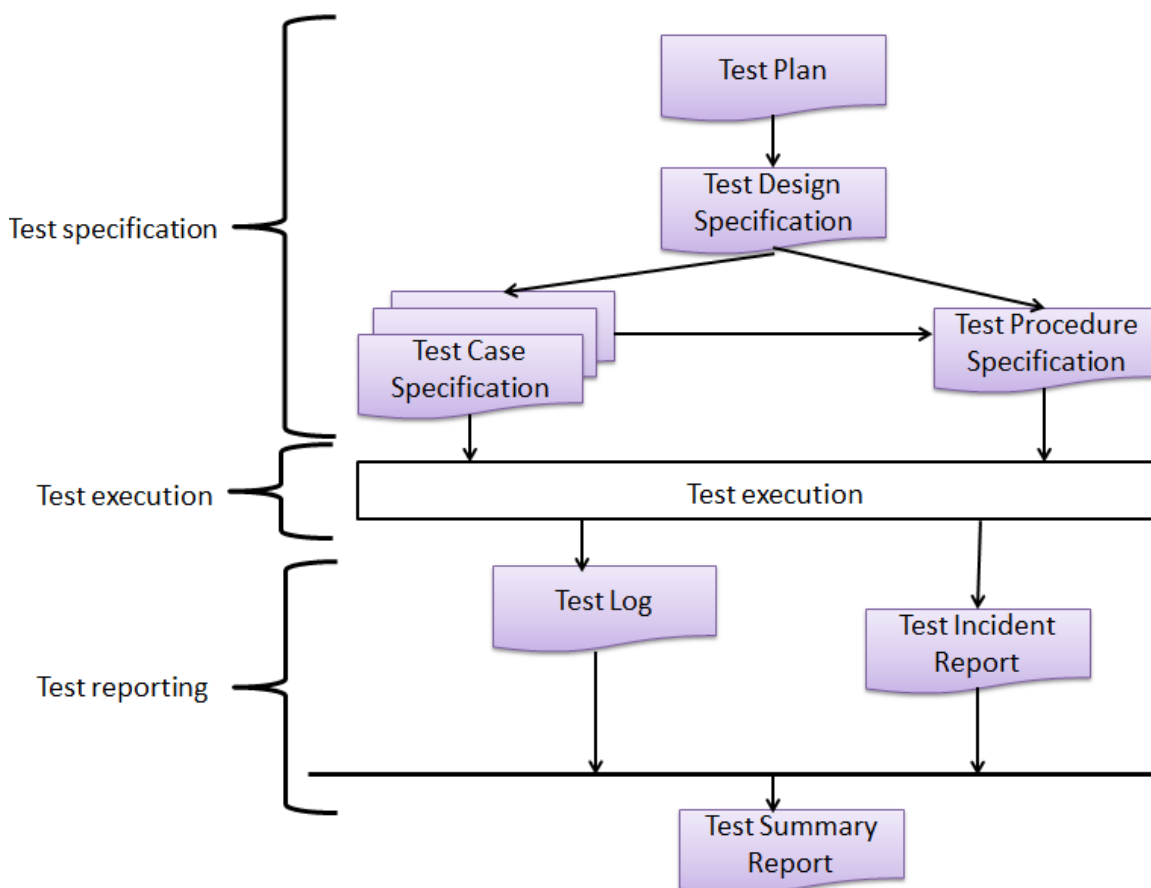 Test Plan
Test Design
Specification
Test specification
Test Case
Specification
Test Procedure
Specification
Test execution
Test execution
Test Log
Test Incident
Report
Test reporting
Test Summary
Report